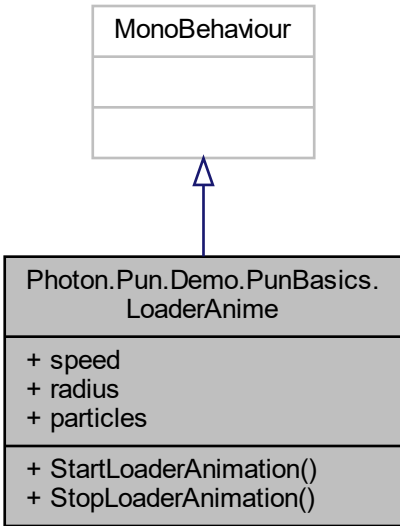 MonoBehaviour
Photon.Pun.Demo.PunBasics.
LoaderAnime
+ speed
+ radius
+ particles
+ StartLoaderAnimation()
+ StopLoaderAnimation()